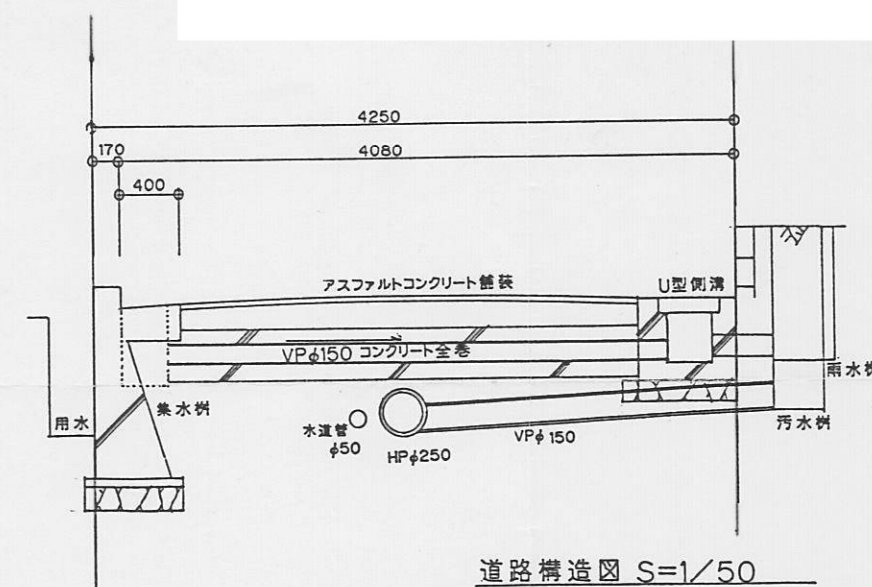 4250
170
4080
400
アスファルトコンクリート舗装
U型側溝
VPφ150 コンクリート全巻
雨水桝
用水
集水桝
水道管
φ50
HPφ250
VPφ150
汚水桝
道路構造図 S=1/50